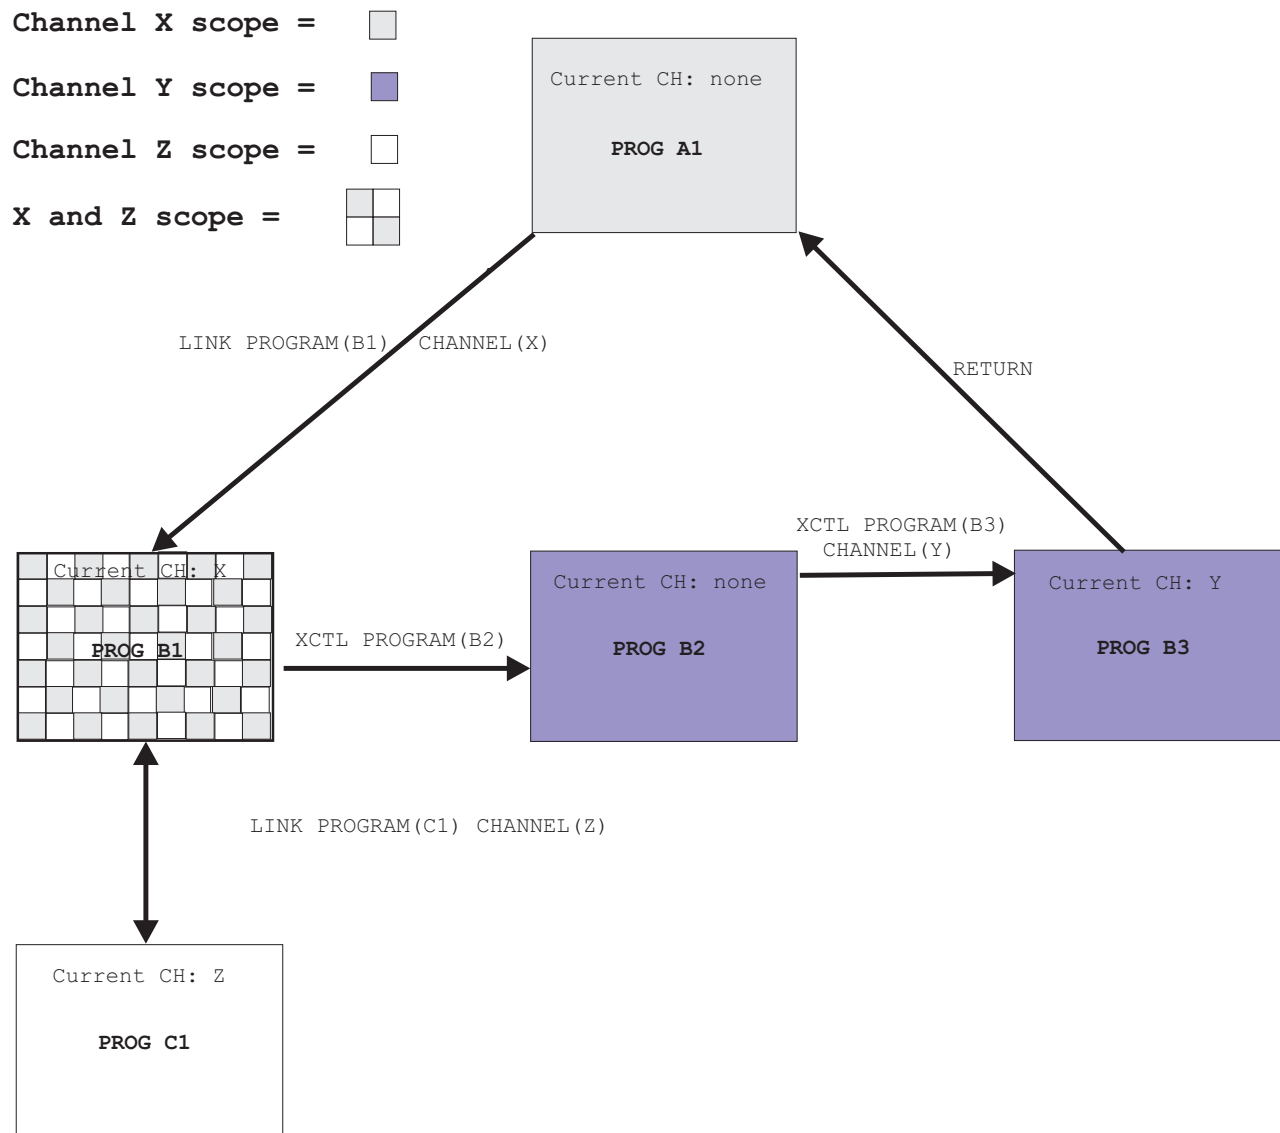 Channel X scope =
Channel Y scope =
Channel Z scope =
X and Z scope =
Current CH: none
PROG A1
LINK PROGRAM(B1) CHANNEL(X)
RETURN
XCTL PROGRAM(B3)
CHANNEL(Y)
Current CH: X
PROG B1
XCTL PROGRAM(B2)
Current CH: none
PROG B2
Current CH: Y
PROG B3
LINK PROGRAM(C1) CHANNEL(Z)
Current CH: Z
PROG C1